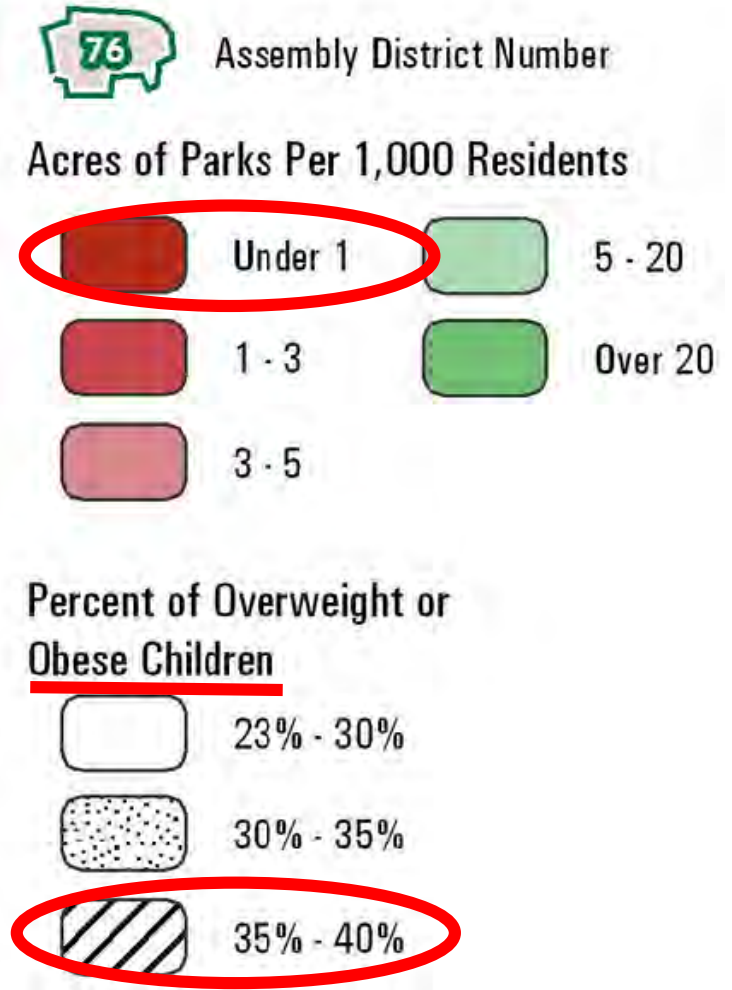 76 Assembly District Number
Acres of Parks Per 1,000 Residents
Under 1
5 - 20
1 - 3
Over 20
3 - 5
Percent of Overweight or
Obese Children
23% - 30%
30% - 35%
35% - 40%